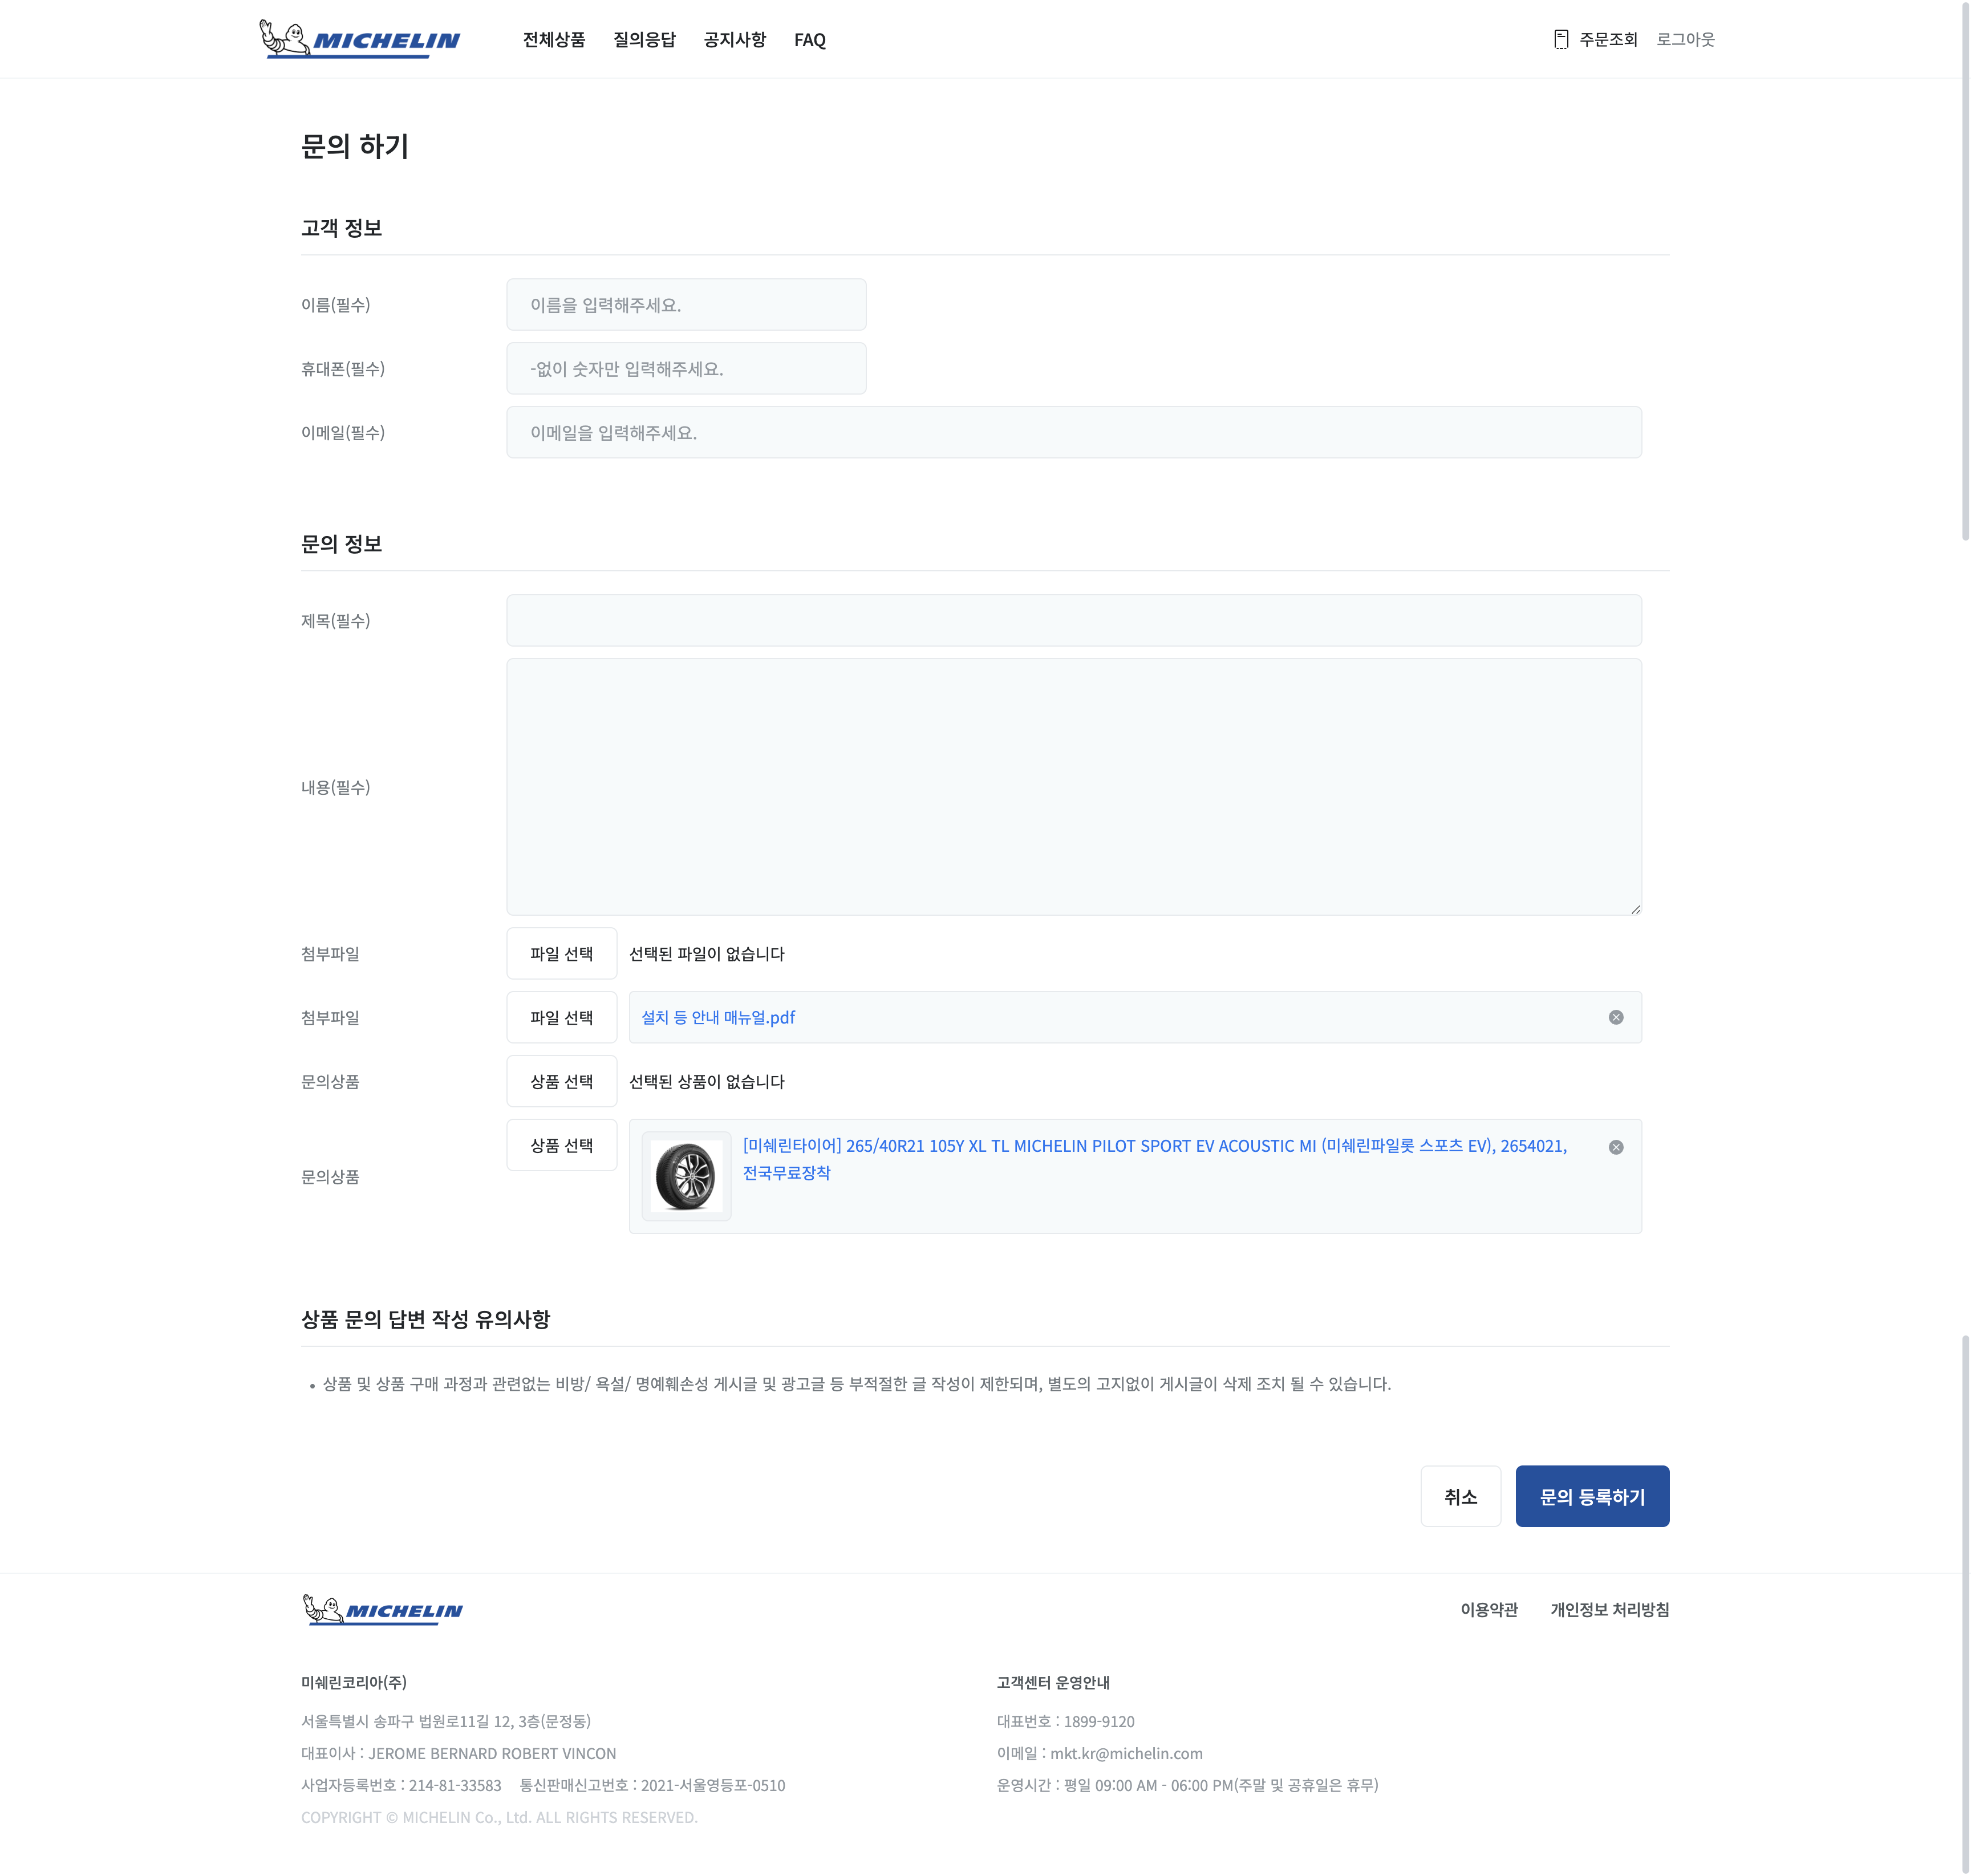 MICHELIN 전체상품 질의응답 공지사항 FAQ 주문조회 로그아웃
문의 하기
고객 정보
이름(필수) 이름을 입력해주세요.
휴대폰(필수) -없이 숫자만 입력해주세요.
이메일(필수) 이메일을 입력해주세요.
문의 정보
제목(필수)
내용(필수)
첨부파일 파일 선택 선택된 파일이 없습니다
첨부파일 파일 선택 설치 등 안내 매뉴얼.pdf
문의상품 상품 선택 선택된 상품이 없습니다
문의상품 상품 선택 [미쉐린타이어] 265/40R21 105Y XL TL MICHELIN PILOT SPORT EV ACOUSTIC MI (미쉐린파일롯 스포츠 EV), 2654021,
전국무료장착
상품 문의 답변 작성 유의사항
• 상품 및 상품 구매 과정과 관련없는 비방/ 욕설/ 명예훼손성 게시글 및 광고글 등 부적절한 글 작성이 제한되며, 별도의 고지없이 게시글이 삭제 조치 될 수 있습니다.
취소 문의 등록하기
MICHELIN 이용약관 개인정보 처리방침
미쉐린코리아(주)
서울특별시 송파구 법원로11길 12, 3층(문정동)
대표이사 : JEROME BERNARD ROBERT VINCON
사업자등록번호 : 214-81-33583 통신판매신고번호 : 2021-서울영등포-0510
COPYRIGHT © MICHELIN Co., Ltd. ALL RIGHTS RESERVED.
고객센터 운영안내
대표번호 : 1899-9120
이메일 : mkt.kr@michelin.com
운영시간 : 평일 09:00 AM - 06:00 PM(주말 및 공휴일은 휴무)